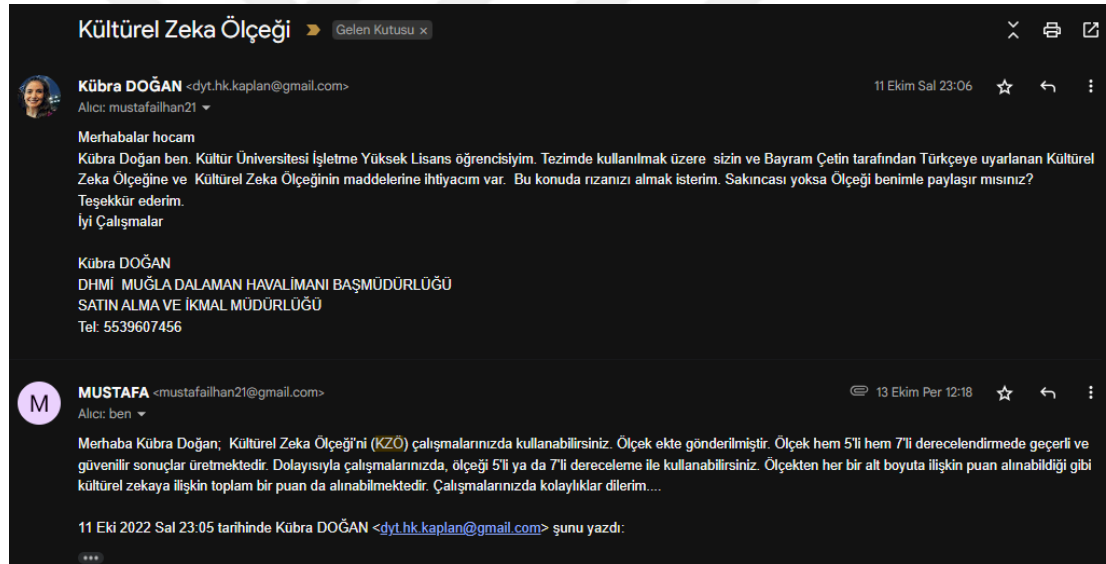 Kültürel Zeka Ölçeği Gelen Kutusu x
Kübra DOĞAN <dyt.hk.kaplan@gmail.com> 11 Ekim Sal 23:06
Alıcı: mustafailhan21
Merhabalar hocam
Kübra Doğan ben. Kültür Üniversitesi İşletme Yüksek Lisans öğrencisiyim. Tezimde kullanılmak üzere sizin ve Bayram Çetin tarafından Türkçeye uyarlanan Kültürel
Zeka Ölçeğine ve Kültürel Zeka Ölçeğinin maddelerine ihtiyacım var. Bu konuda rızanızı almak isterim. Sakıncası yoksa Ölçeği benimle paylaşır mısınız?
Teşekkür ederim.
İyi Çalışmalar
Kübra DOĞAN
DHMİ MUĞLA DALAMAN HAVALİMANI BAŞMÜDÜRLÜĞÜ
SATIN ALMA VE İKMAL MÜDÜRLÜĞÜ
Tel: 5539607456
M
MUSTAFA <mustafailhan21@gmail.com> 13 Ekim Per 12:18
Alıcı: ben
Merhaba Kübra Doğan; Kültürel Zeka Ölçeği'ni (KZÖ) çalışmalarınızda kullanabilirsiniz. Ölçek ekte gönderilmiştir. Ölçek hem 5'li hem 7'li derecelendirmede geçerli ve
güvenilir sonuçlar üretmektedir. Dolayısıyla çalışmalarınızda, ölçeği 5'li ya da 7'li dereceleme ile kullanabilirsiniz. Ölçekten her bir alt boyuta ilişkin puan alınabildiği gibi
kültürel zekaya ilişkin toplam bir puan da alınabilmektedir. Çalışmalarınızda kolaylıklar dilerim....
11 Eki 2022 Sal 23:05 tarihinde Kübra DOĞAN <dyt.hk.kaplan@gmail.com> şunu yazdı: